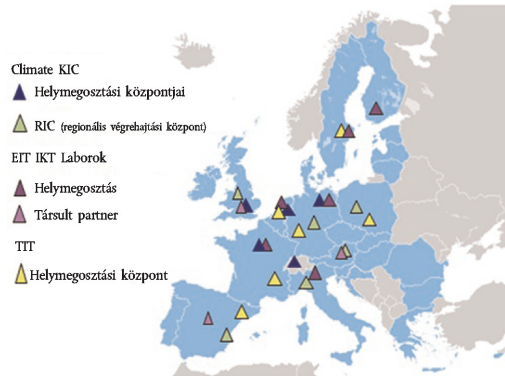 Climate KIC
Helymegosztási központjai
RIC (regionális végrehajtási központ)
EIT IKT Laborok
Helymegosztás
Társult partner
TIT
Helymegosztási központ